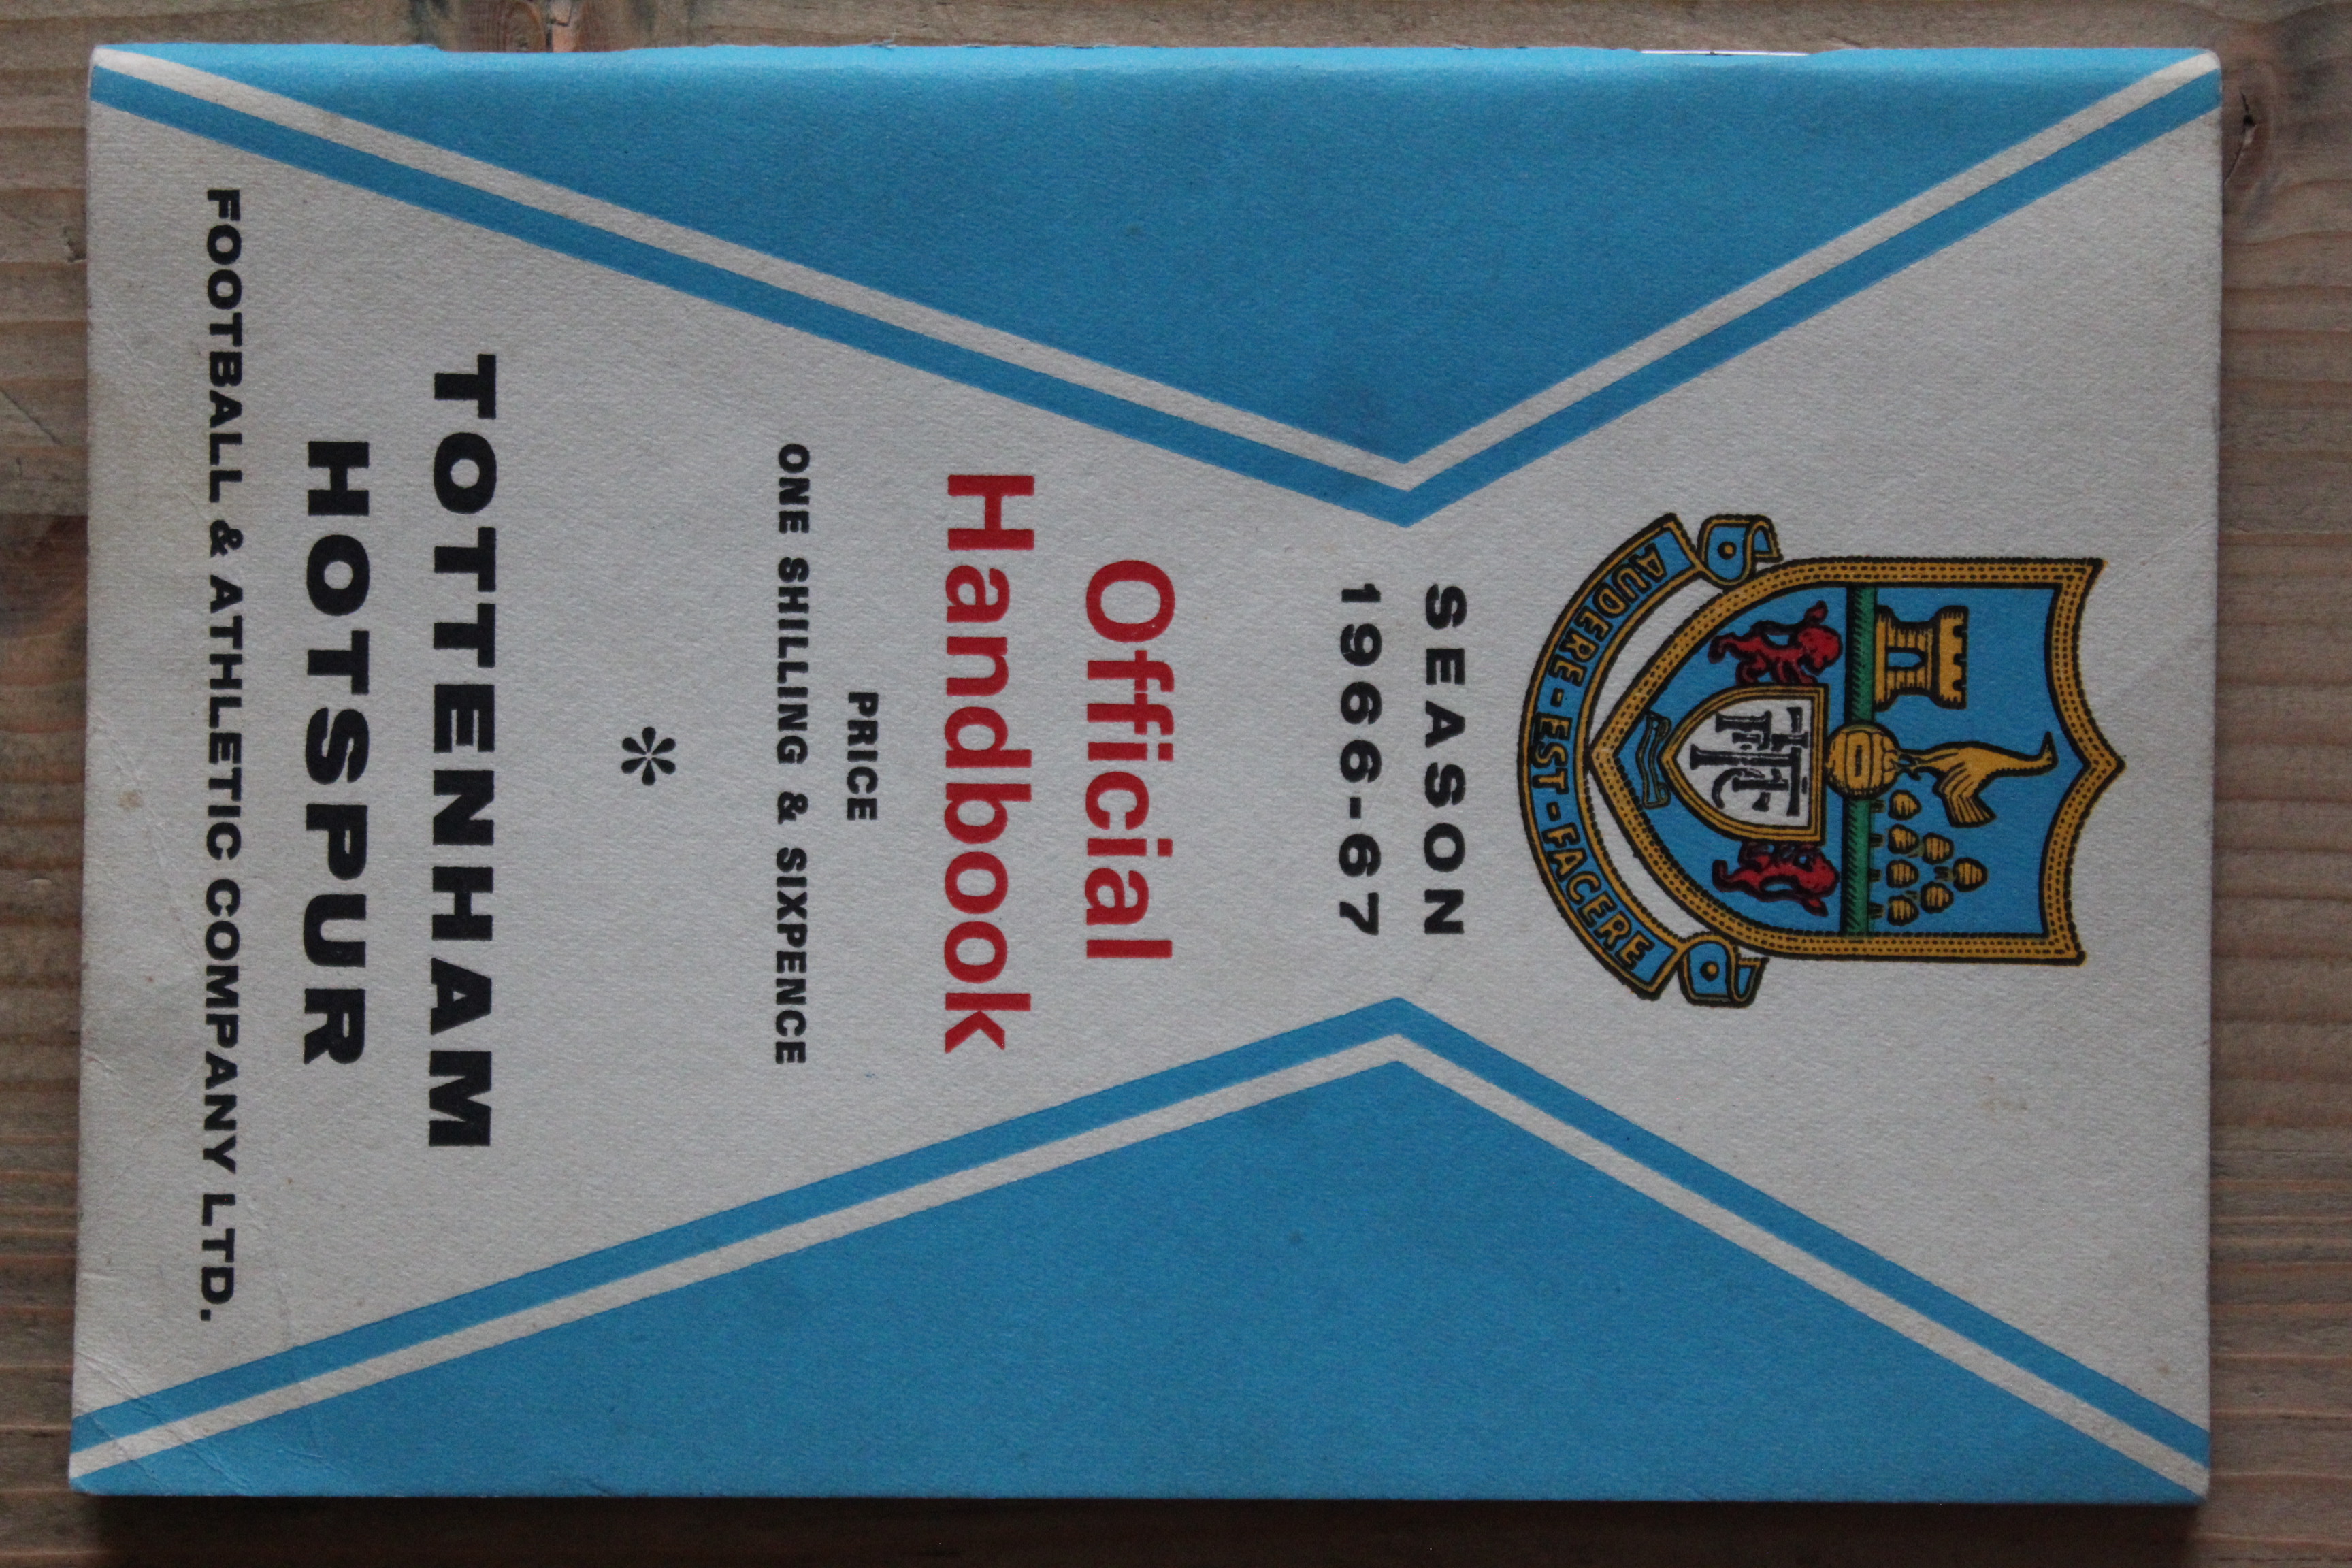 AUDERE - EST - FACERE
SEASON
1966-67
Official
Handbook
PRICE
ONE SHILLING & SIXPENCE
*
TOTTENHAM
HOTSPUR
FOOTBALL & ATHLETIC COMPANY LTD.